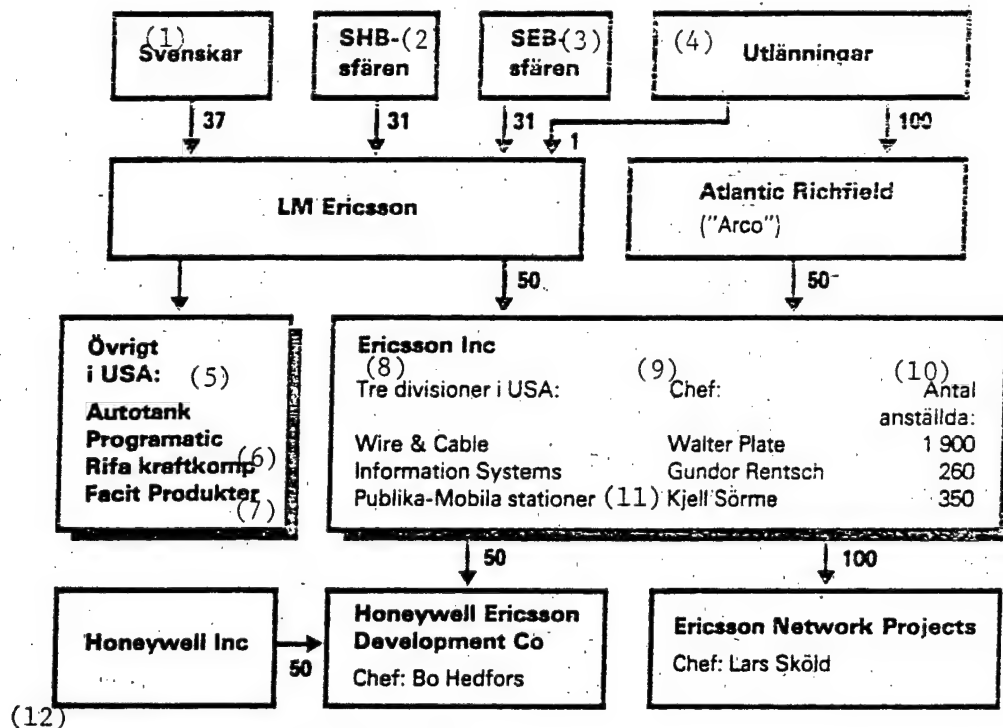 (1)
Svenskar
SHB-(2
sfären
SEB-(3)
sfären
(4)
Utlänningar
37
31
31
1
100
LM Ericsson
Atlantic Richfield
("Arco")
50
50
Övrigt
i USA: (5)
Autotank
Programatic
Rifa kraftkomp (6)
Facit Produkter (7)
Ericsson Inc
(8) (9) (10)
Tre divisioner i USA: Chef: Antal
anställda:
Wire & Cable Walter Plate 1 900
Information Systems Gundor Rentsch 260
Publika-Mobila stationer (11) Kjell Sörme 350
50
100
Honeywell Inc
50
Honeywell Ericsson
Development Co
Chef: Bo Hedfors
Ericsson Network Projects
Chef: Lars Sköld
(12)